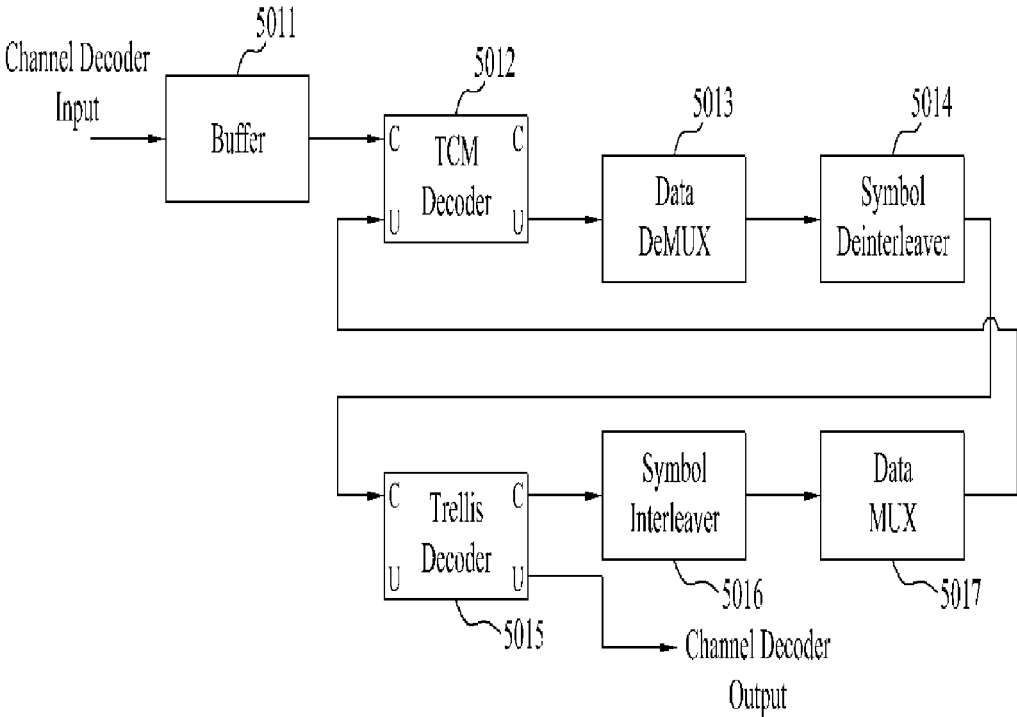 5011
Channel Decoder
Input
Buffer
5012
C
TCM
C
U
Decoder
U
5013
Data
DeMUX
5014
Symbol
Deinterleaver
C
Trellis
C
U
Decoder
U
5015
Symbol
Interleaver
5016
Data
MUX
5017
Channel Decoder
Output